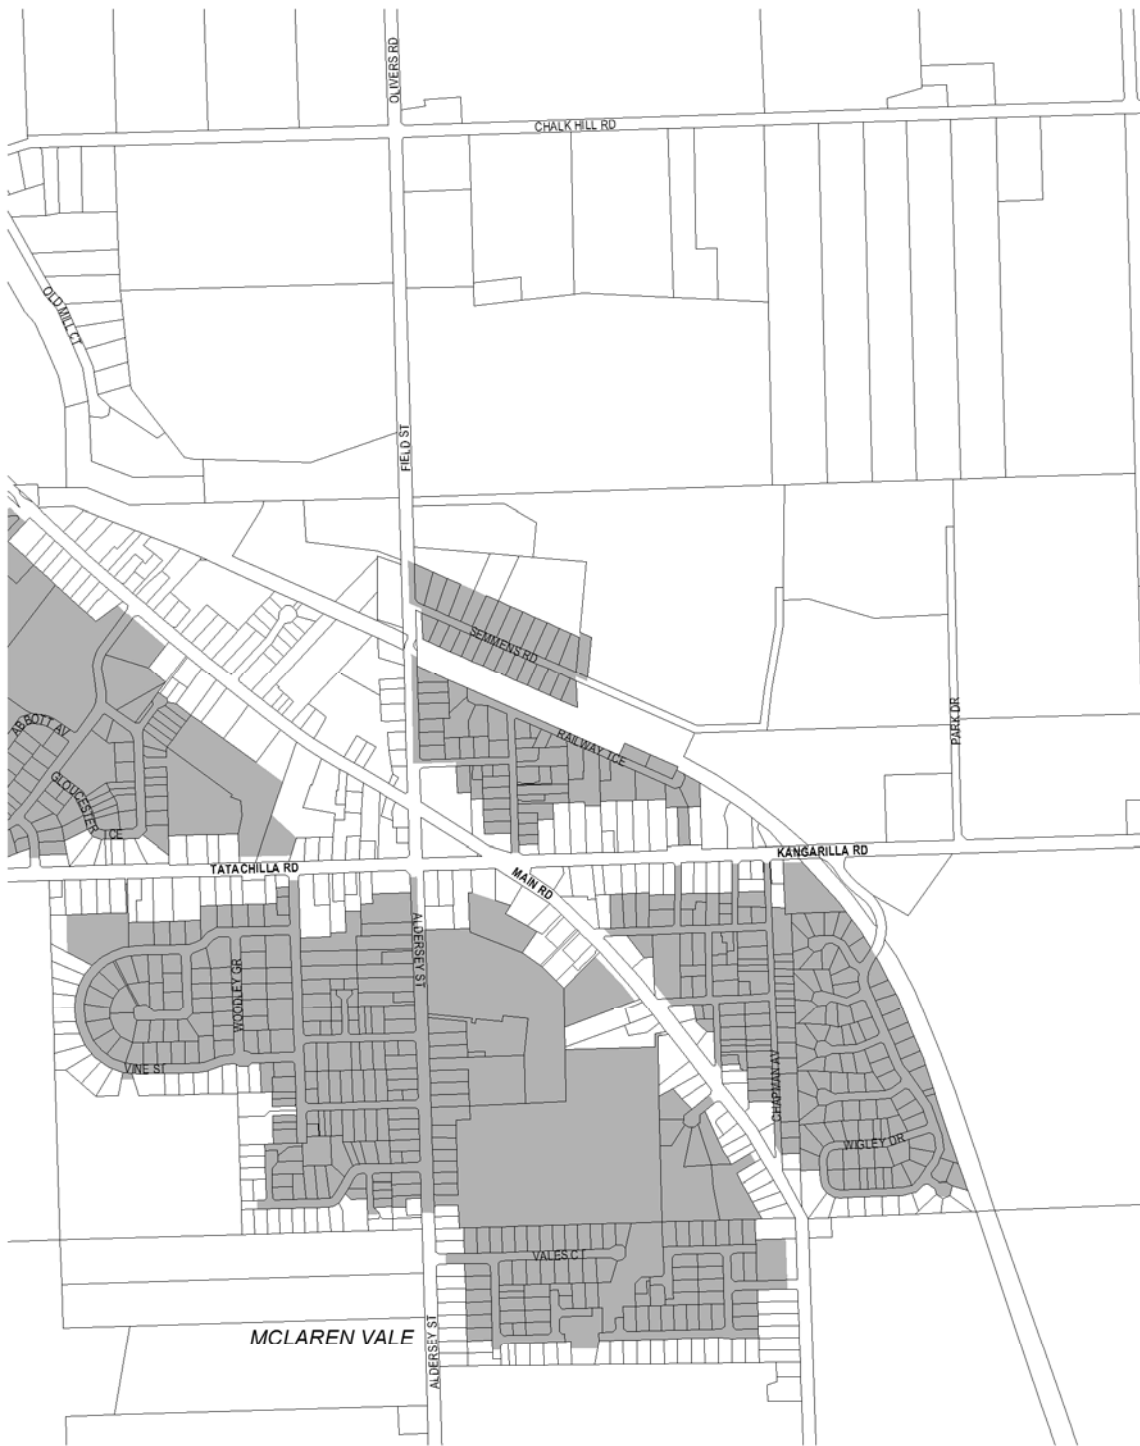 OLIVERS RD
CHALK HILL RD
OLD MILL CT
FIELD ST
SEMMENS RD
ABBOTT AV
RAILWAY TCE
PARK DR
GLOUCESTER TCE
TATACHILLA RD
KANGARILLA RD
MAIN RD
ALDERSEY ST
WOODLEY GR
VINE ST
CHAPMAN AV
WIGLEY DR
VALES CT
MCLAREN VALE
ALDERSEY ST